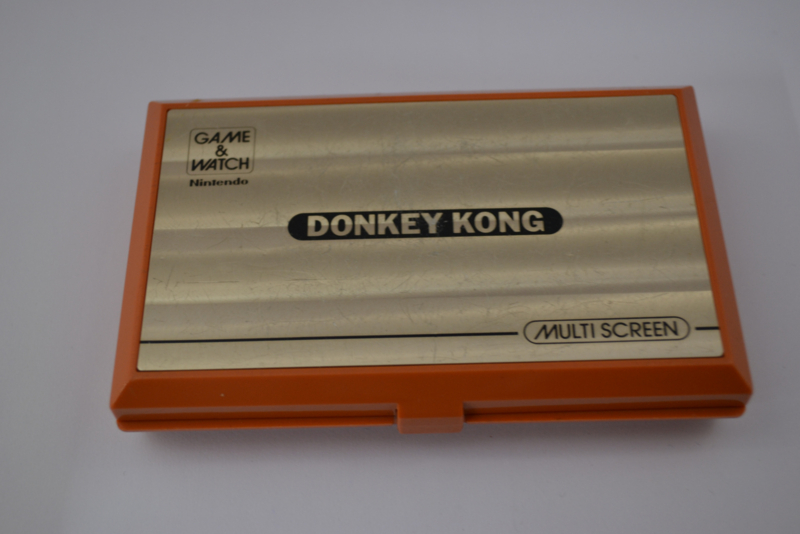 GAME
&
WATCH
Nintendo
DONKEY KONG
MULTI SCREEN